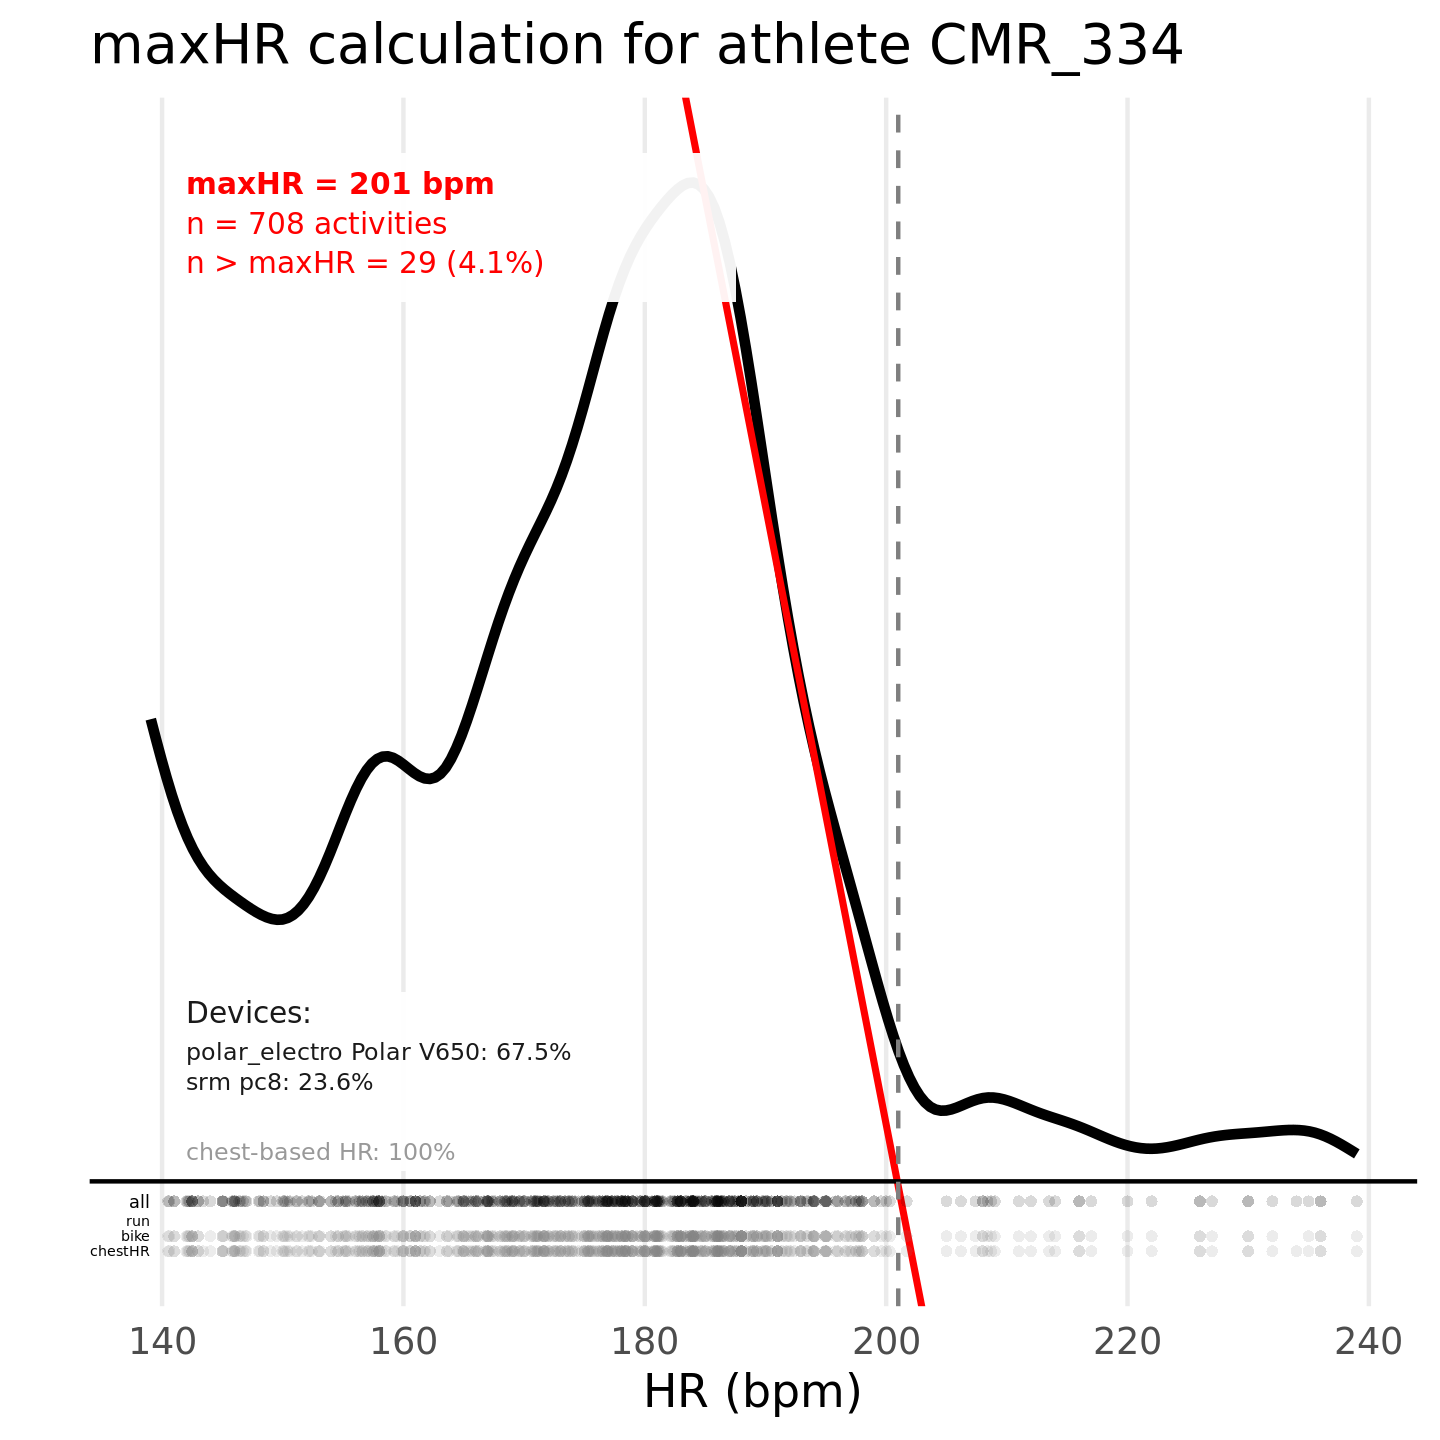 maxHR calculation for athlete CMR_334
maxHR = 201 bpm
n = 708 activities
n > maxHR = 29 (4.1%)
Devices:
polar_electro Polar V650: 67.5%
srm pc8: 23.6%
chest-based HR: 100%
all
run
bike
chestHR
140 160 180 200 220 240
HR (bpm)